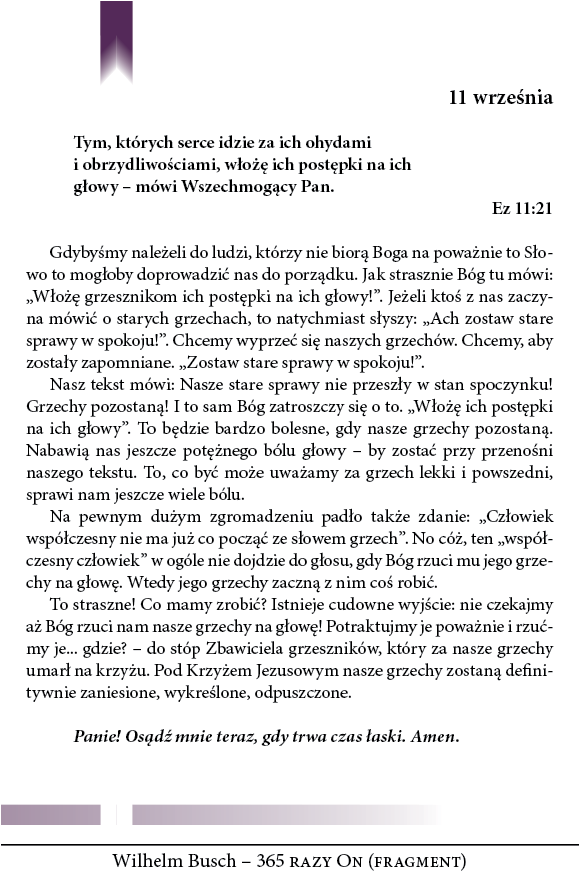 11 września
Tym, których serce idzie za ich ohydami
i obrzydliwościami, włożę ich postępki na ich
głowy – mówi Wszechmogący Pan.
Ez 11:21
Gdybyśmy należeli do ludzi, którzy nie biorą Boga na poważnie to Sło-
wo to mogłoby doprowadzić nas do porządku. Jak strasznie Bóg tu mówi:
„Włożę grzesznikom ich postępki na ich głowy!”. Jeżeli ktoś z nas zaczy-
na mówić o starych grzechach, to natychmiast słyszy: „Ach zostaw stare
sprawy w spokoju!”. Chcemy wyprzeć się naszych grzechów. Chcemy, aby
zostały zapomniane. „Zostaw stare sprawy w spokoju!”.
Nasz tekst mówi: Nasze stare sprawy nie przeszły w stan spoczynku!
Grzechy pozostaną! I to sam Bóg zatroszczy się o to. „Włożę ich postępki
na ich głowy”. To będzie bardzo bolesne, gdy nasze grzechy pozostaną.
Nabawią nas jeszcze potężnego bólu głowy – by zostać przy przenośni
naszego tekstu. To, co być może uważamy za grzech lekki i powszedni,
sprawi nam jeszcze wiele bólu.
Na pewnym dużym zgromadzeniu padło także zdanie: „Człowiek
współczesny nie ma już co począć ze słowem grzech”. No cóż, ten „współ-
czesny człowiek” w ogóle nie dojdzie do głosu, gdy Bóg rzuci mu jego grze-
chy na głowę. Wtedy jego grzechy zaczną z nim coś robić.
To straszne! Co mamy zrobić? Istnieje cudowne wyjście: nie czekajmy
aż Bóg rzuci nam nasze grzechy na głowę! Potraktujmy je poważnie i rzuć-
my je... gdzie? – do stóp Zbawiciela grzeszników, który za nasze grzechy
umarł na krzyżu. Pod Krzyżem Jezusowym nasze grzechy zostaną defini-
tywnie zaniesione, wykreślone, odpuszczone.
Panie! Osądź mnie teraz, gdy trwa czas łaski. Amen.
Wilhelm Busch – 365 razy On (fragment)